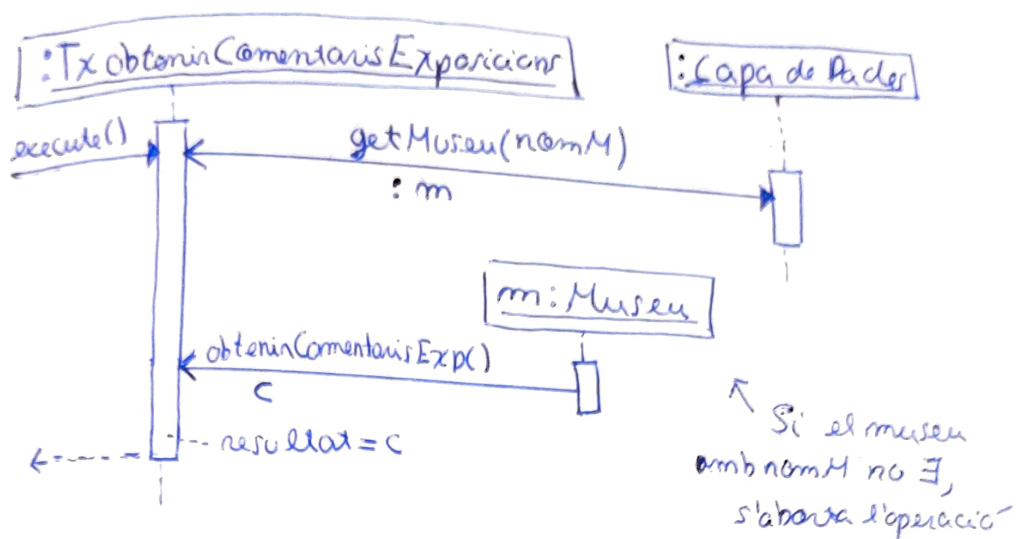 :TxobtenirComentarisExposicions
:Capa de Dades
execute()
getMuseu(nomM)
:m
m:Museu
obtenirComentarisExp()
c
resultat=c
Si el museu
amb nomM no ∃,
s'aborta l'operació